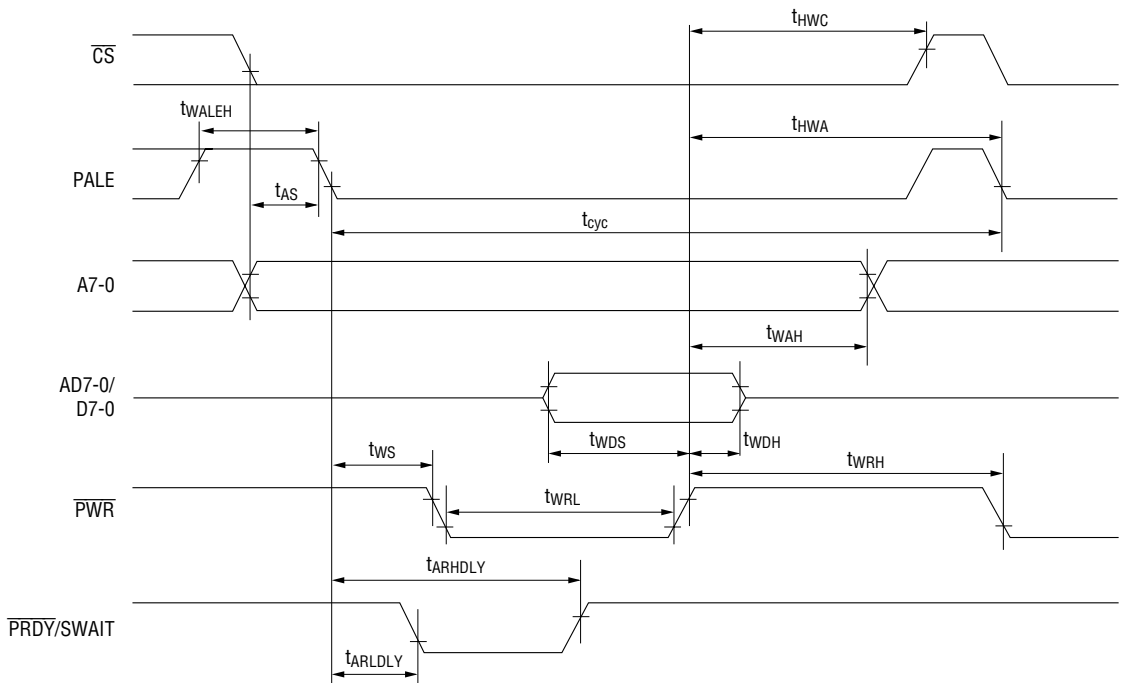 tHWC
CS
tWALEH
tHWA
PALE
tAS
tcyc
A7-0
tWAH
AD7-0/
D7-0
tWDS
tWDH
tWS
tWRH
PWR
tWRL
tARHDLY
PRDY/SWAIT
tARLDLY